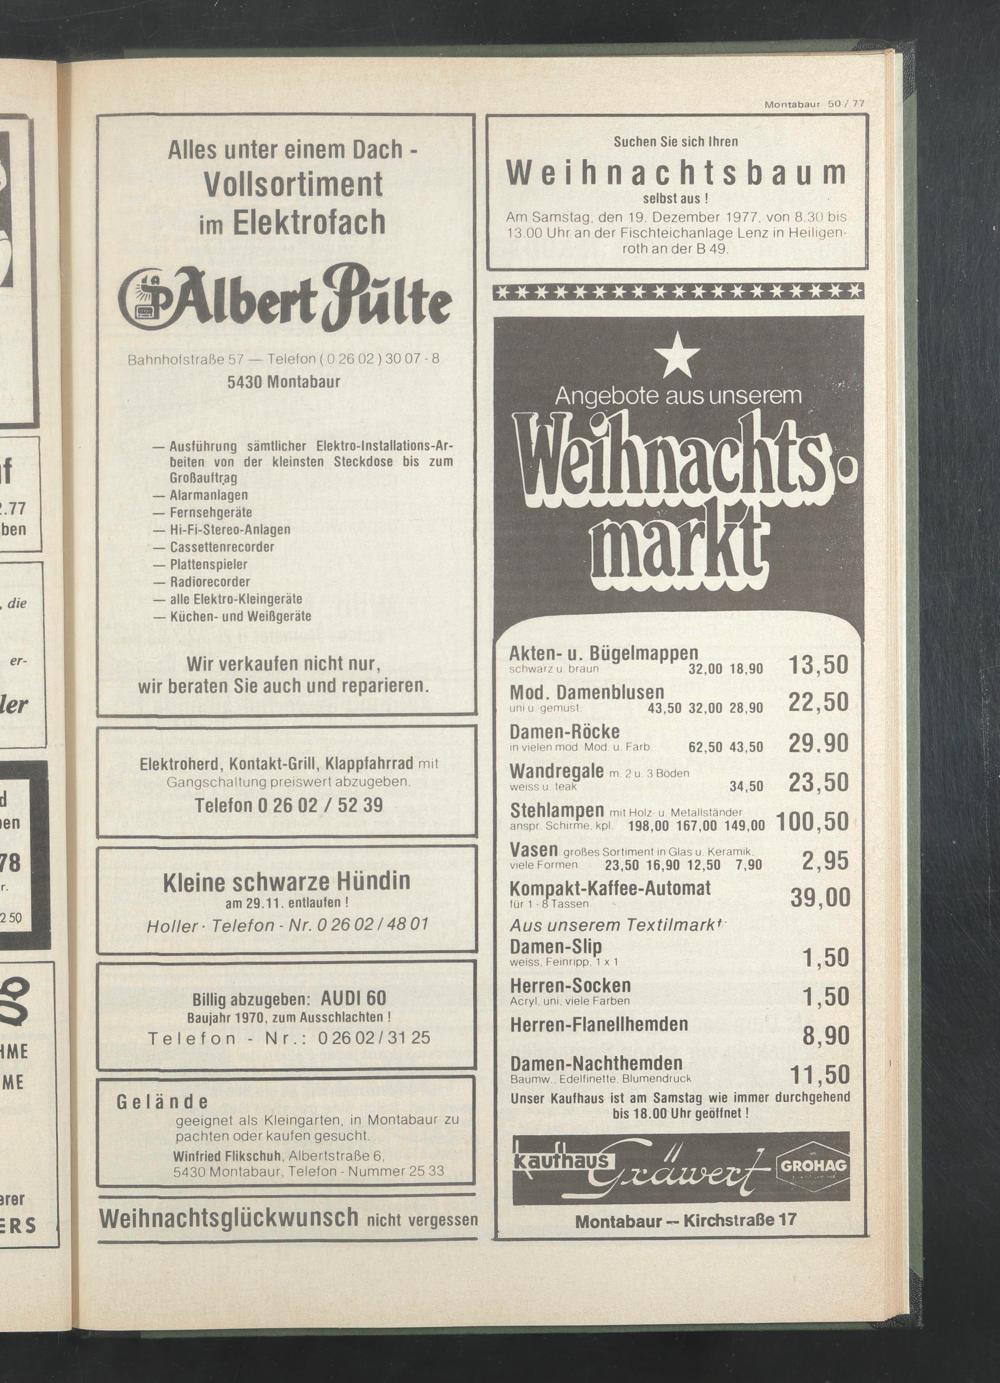 Montabaur 50 / 77
Alles unter einem Dach -
Vollsortiment
im Elektrofach
Albert Pülte
Bahnhofstraße 57 — Telefon ( 0 26 02 ) 30 07 - 8
5430 Montabaur
— Ausführung sämtlicher Elektro-Installations-Ar-
beiten von der kleinsten Steckdose bis zum
Großauftrag
— Alarmanlagen
— Fernsehgeräte
— Hi-Fi-Stereo-Anlagen
— Cassettenrecorder
— Plattenspieler
— Radiorecorder
— alle Elektro-Kleingeräte
— Küchen- und Weißgeräte
Wir verkaufen nicht nur,
wir beraten Sie auch und reparieren.
Elektroherd, Kontakt-Grill, Klappfahrrad mit
Gangschaltung preiswert abzugeben.
Telefon 0 26 02 / 52 39
Kleine schwarze Hündin
am 29.11. entlaufen !
Holler · Telefon - Nr. 0 26 02 / 48 01
Billig abzugeben: AUDI 60
Baujahr 1970, zum Ausschlachten !
Telefon - Nr.: 0 26 02 / 31 25
Gelände
geeignet als Kleingarten, in Montabaur zu
pachten oder kaufen gesucht.
Winfried Flikschuh, Albertstraße 6,
5430 Montabaur, Telefon - Nummer 25 33
Weihnachtsglückwunsch nicht vergessen
Suchen Sie sich Ihren
Weihnachtsbaum
selbst aus !
Am Samstag, den 19. Dezember 1977, von 8.30 bis
13.00 Uhr an der Fischteichanlage Lenz in Heiligen-
roth an der B 49.
Angebote aus unserem
Weihnachts-
markt
Akten- u. Bügelmappen
schwarz u. braun 32,00 18,90 13,50
Mod. Damenblusen
uni u. gemust. 43,50 32,00 28,90 22,50
Damen-Röcke
in vielen mod. Mod. u. Farb. 62,50 43,50 29.90
Wandregale m. 2 u. 3 Böden
weiss u. teak 34,50 23,50
Stehlampen mit Holz- u. Metallständer
anspr. Schirme, kpl. 198,00 167,00 149,00 100,50
Vasen großes Sortiment in Glas u. Keramik,
viele Formen 23,50 16,90 12,50 7,90 2,95
Kompakt-Kaffee-Automat
für 1 - 8 Tassen 39,00
Aus unserem Textilmarkt:
Damen-Slip
weiss, Feinripp, 1 x 1 1,50
Herren-Socken
Acryl, uni, viele Farben 1,50
Herren-Flanellhemden
8,90
Damen-Nachthemden
Baumw., Edelfinette, Blumendruck 11,50
Unser Kaufhaus ist am Samstag wie immer durchgehend
bis 18.00 Uhr geöffnet !
kaufhaus Gräwert GROHAG
Montabaur -- Kirchstraße 17
.77
ben
, die
er-
ler
78
r.
2 50
ME
erer
ERS